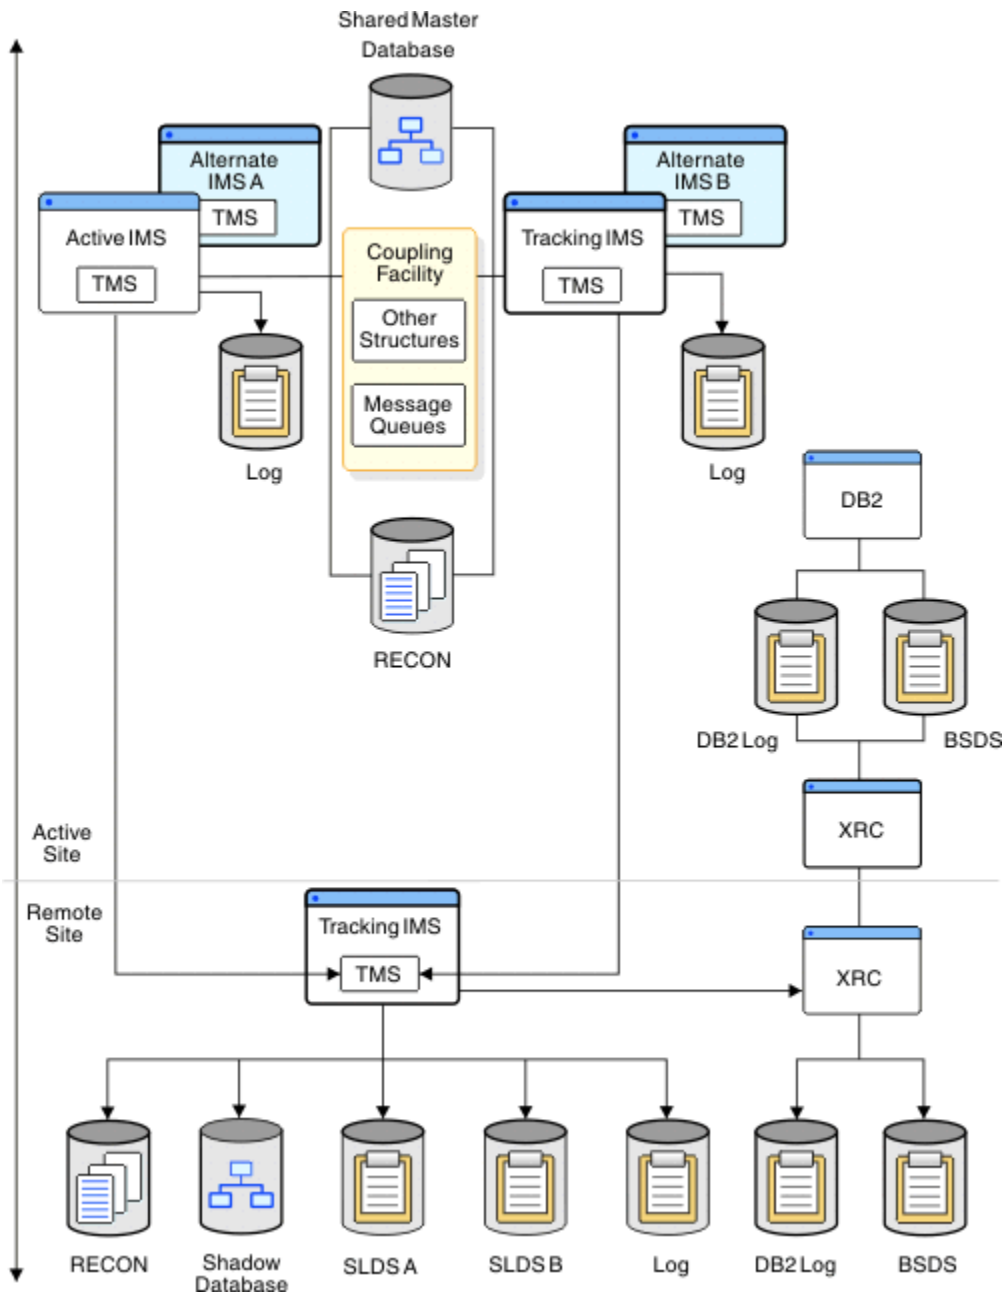 Shared Master
Database
Alternate
IMS A
TMS
Active IMS
TMS
Alternate
IMS B
TMS
Tracking IMS
TMS
Coupling
Facility
Other
Structures
Message
Queues
Log
Log
RECON
DB2
DB2 Log
BSDS
XRC
Active
Site
Remote
Site
Tracking IMS
TMS
XRC
RECON
Shadow
Database
SLDS A
SLDS B
Log
DB2 Log
BSDS